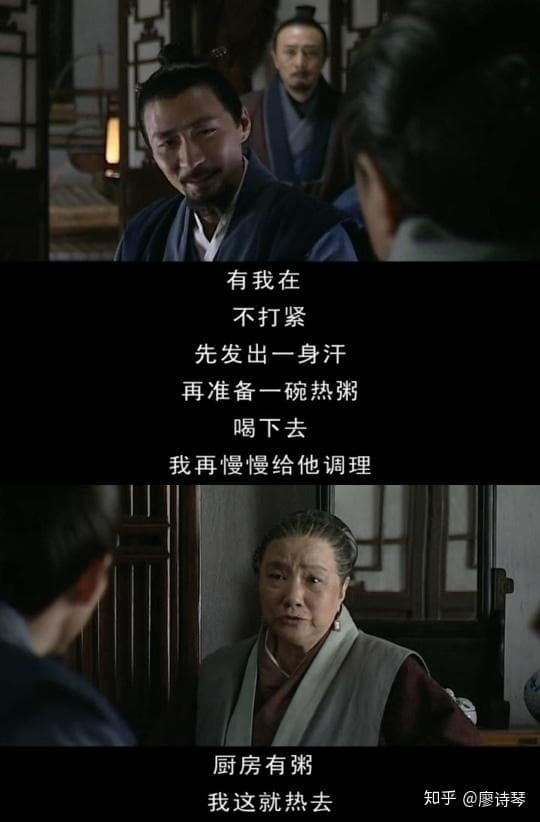 有我在
不打紧
先发出一身汗
再准备一碗热粥
喝下去
我再慢慢给他调理
厨房有粥
我这就热去
知乎 @廖诗琴